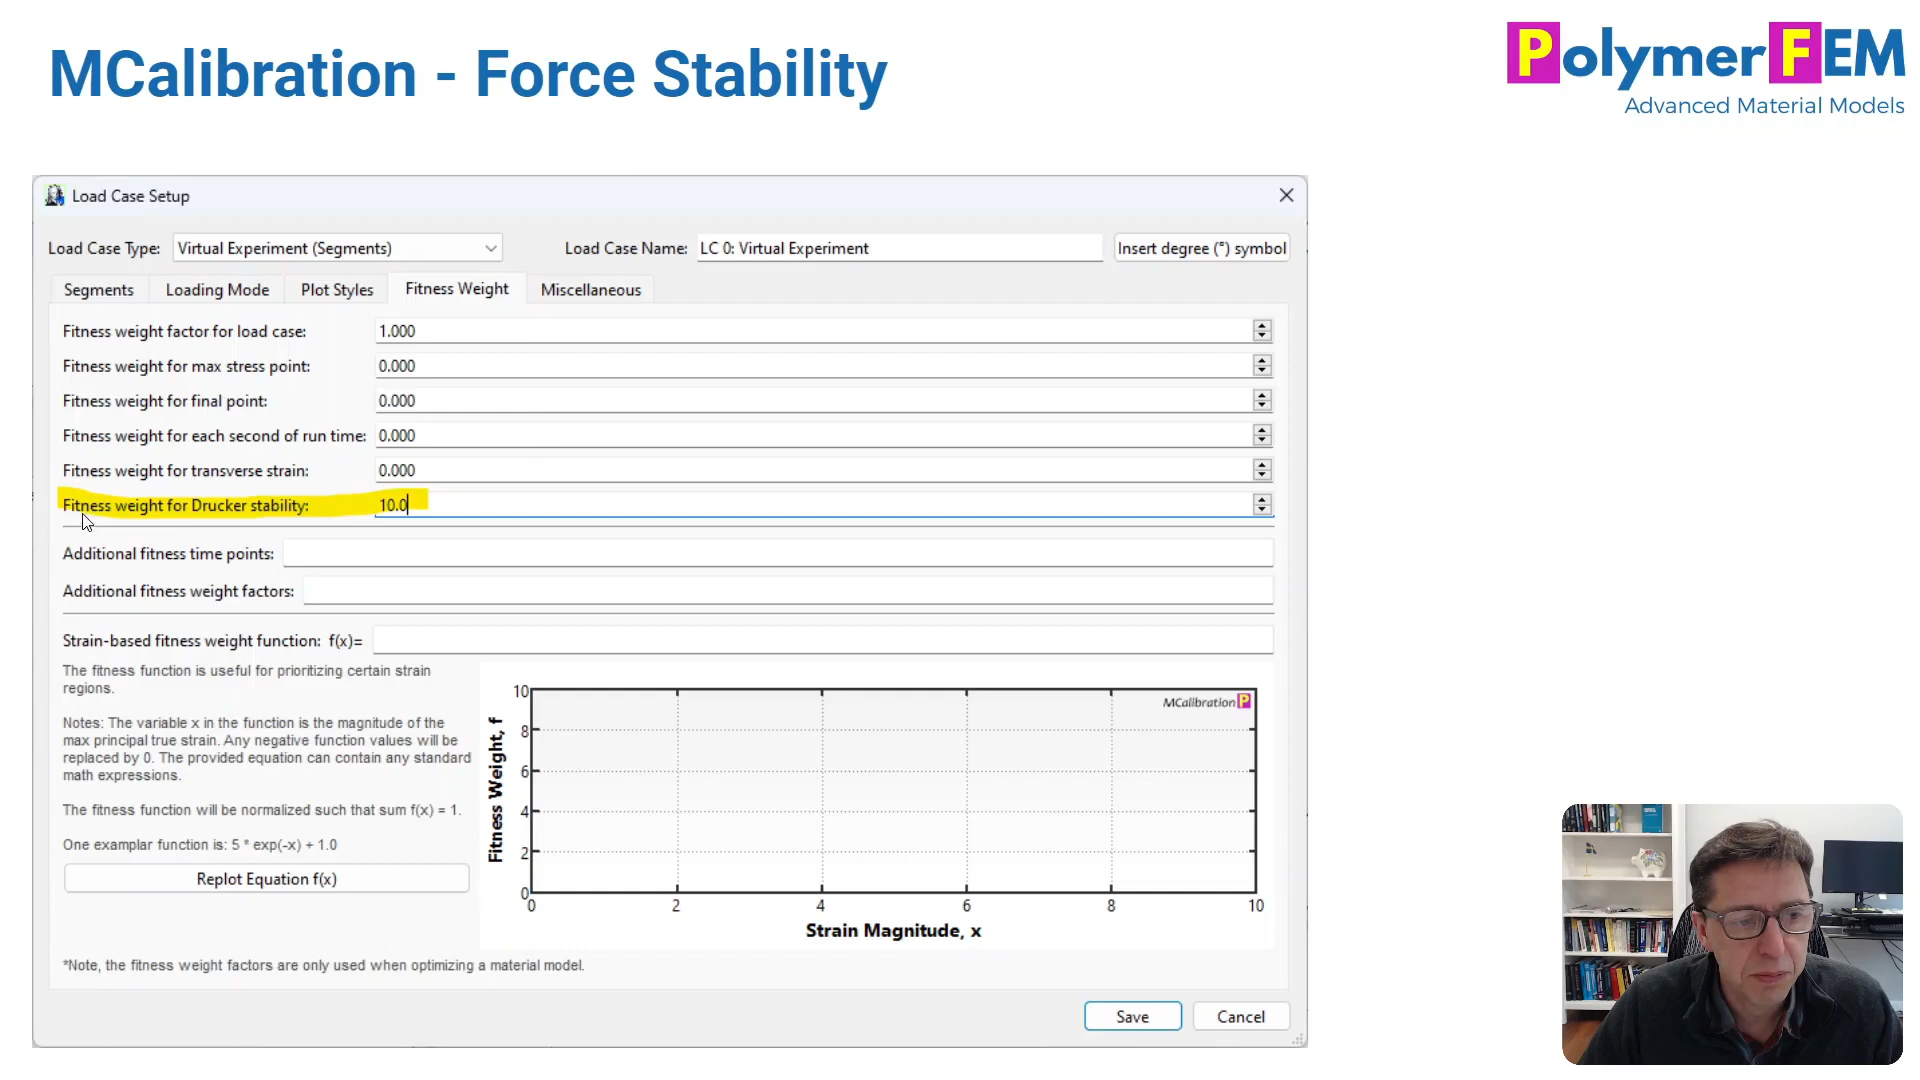 MCalibration - Force Stability
PolymerFEM
Advanced Material Models
Load Case Setup
Load Case Type: Virtual Experiment (Segments) Load Case Name: LC 0: Virtual Experiment Insert degree (°) symbol
Segments Loading Mode Plot Styles Fitness Weight Miscellaneous
Fitness weight factor for load case: 1.000
Fitness weight for max stress point: 0.000
Fitness weight for final point: 0.000
Fitness weight for each second of run time: 0.000
Fitness weight for transverse strain: 0.000
Fitness weight for Drucker stability: 10.0
Additional fitness time points:
Additional fitness weight factors:
Strain-based fitness weight function: f(x)=
The fitness function is useful for prioritizing certain strain
regions.
Notes: The variable x in the function is the magnitude of the
max principal true strain. Any negative function values will be
replaced by 0. The provided equation can contain any standard
math expressions.
The fitness function will be normalized such that sum f(x) = 1.
One examplar function is: 5 * exp(-x) + 1.0
Replot Equation f(x)
MCalibration P
Fitness Weight, f
10
8
6
4
2
0
0 2 4 6 8 10
Strain Magnitude, x
*Note, the fitness weight factors are only used when optimizing a material model.
Save Cancel